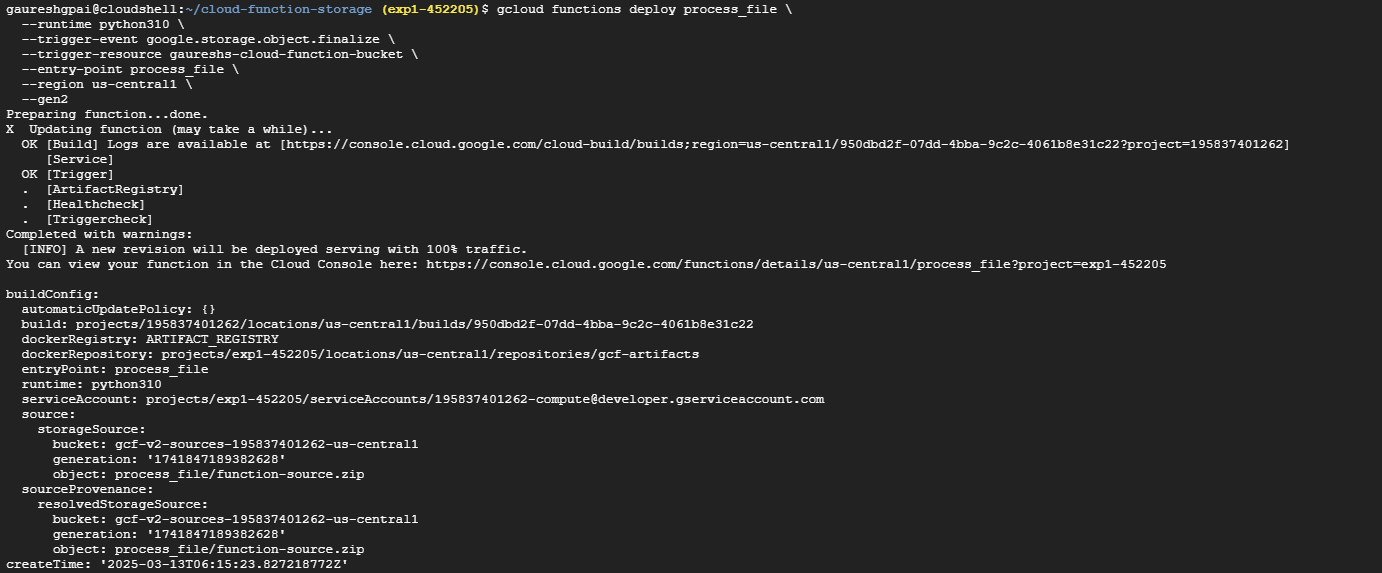 gaureshgpai@cloudshell:~/cloud-function-storage (exp1-452205)$ gcloud functions deploy process_file \
  --runtime python310 \
  --trigger-event google.storage.object.finalize \
  --trigger-resource gaureshs-cloud-function-bucket \
  --entry-point process_file \
  --region us-central1 \
  --gen2
Preparing function...done.
X  Updating function (may take a while)...
  OK [Build] Logs are available at [https://console.cloud.google.com/cloud-build/builds;region=us-central1/950dbd2f-07dd-4bba-9c2c-4061b8e31c22?project=195837401262]
     [Service]
  OK [Trigger]
  .  [ArtifactRegistry]
  .  [Healthcheck]
  .  [Triggercheck]
Completed with warnings:
  [INFO] A new revision will be deployed serving with 100% traffic.
You can view your function in the Cloud Console here: https://console.cloud.google.com/functions/details/us-central1/process_file?project=exp1-452205

buildConfig:
  automaticUpdatePolicy: {}
  build: projects/195837401262/locations/us-central1/builds/950dbd2f-07dd-4bba-9c2c-4061b8e31c22
  dockerRegistry: ARTIFACT_REGISTRY
  dockerRepository: projects/exp1-452205/locations/us-central1/repositories/gcf-artifacts
  entryPoint: process_file
  runtime: python310
  serviceAccount: projects/exp1-452205/serviceAccounts/195837401262-compute@developer.gserviceaccount.com
  source:
    storageSource:
      bucket: gcf-v2-sources-195837401262-us-central1
      generation: '1741847189382628'
      object: process_file/function-source.zip
  sourceProvenance:
    resolvedStorageSource:
      bucket: gcf-v2-sources-195837401262-us-central1
      generation: '1741847189382628'
      object: process_file/function-source.zip
createTime: '2025-03-13T06:15:23.827218772Z'